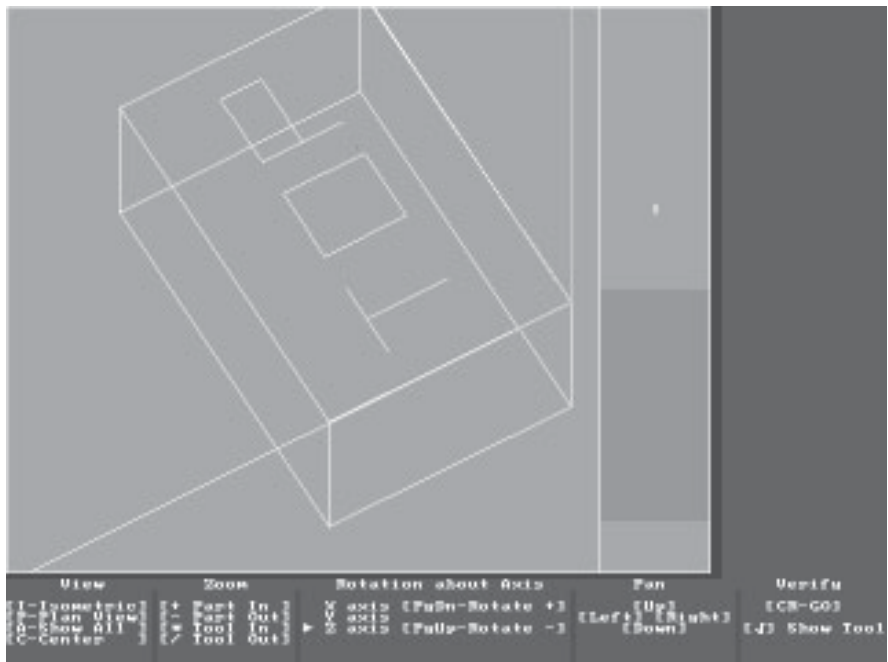 View
Zoom
Rotation about Axis
Pan
Verify
[I-Isometric]
[P-Plan View]
[A-Show All ]
[C-Center ]
[+ Part In ]
[- Part Out]
[* Tool In ]
[/ Tool Out]
X axis [PgDn-Rotate +]
Y axis
Z axis [PgUp-Rotate -]
[Up]
[Left] [Right]
[Down]
[CR-GO]
[√] Show Tool
POT